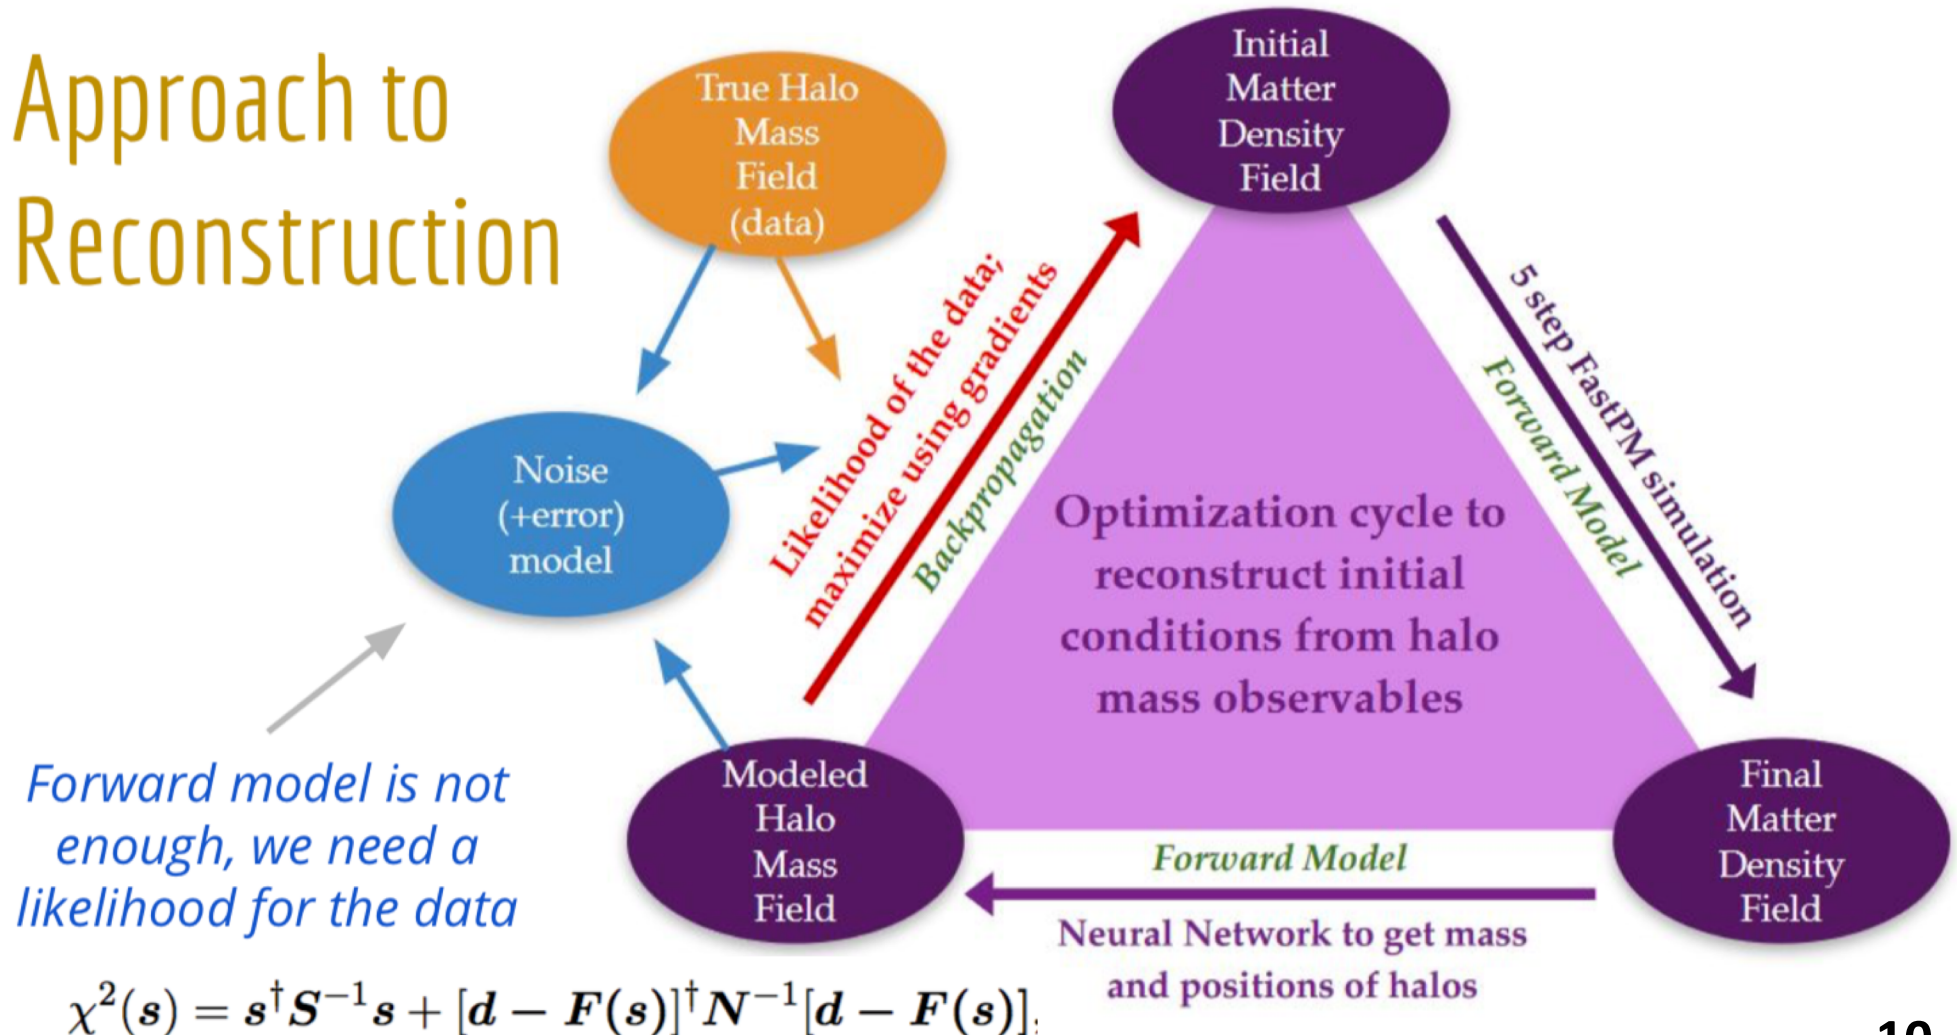 Approach to
Reconstruction
True Halo
Mass
Field
(data)
Initial
Matter
Density
Field
Likelihood of the data;
maximize using gradients
Backpropagation
5 step FastPM simulation
Forward Model
Noise
(+error)
model
Optimization cycle to
reconstruct initial
conditions from halo
mass observables
Forward model is not
enough, we need a
likelihood for the data
Modeled
Halo
Mass
Field
Final
Matter
Density
Field
Forward Model
Neural Network to get mass
and positions of halos
χ²(s) = s†S⁻¹s + [d − F(s)]†N⁻¹[d − F(s)]
10